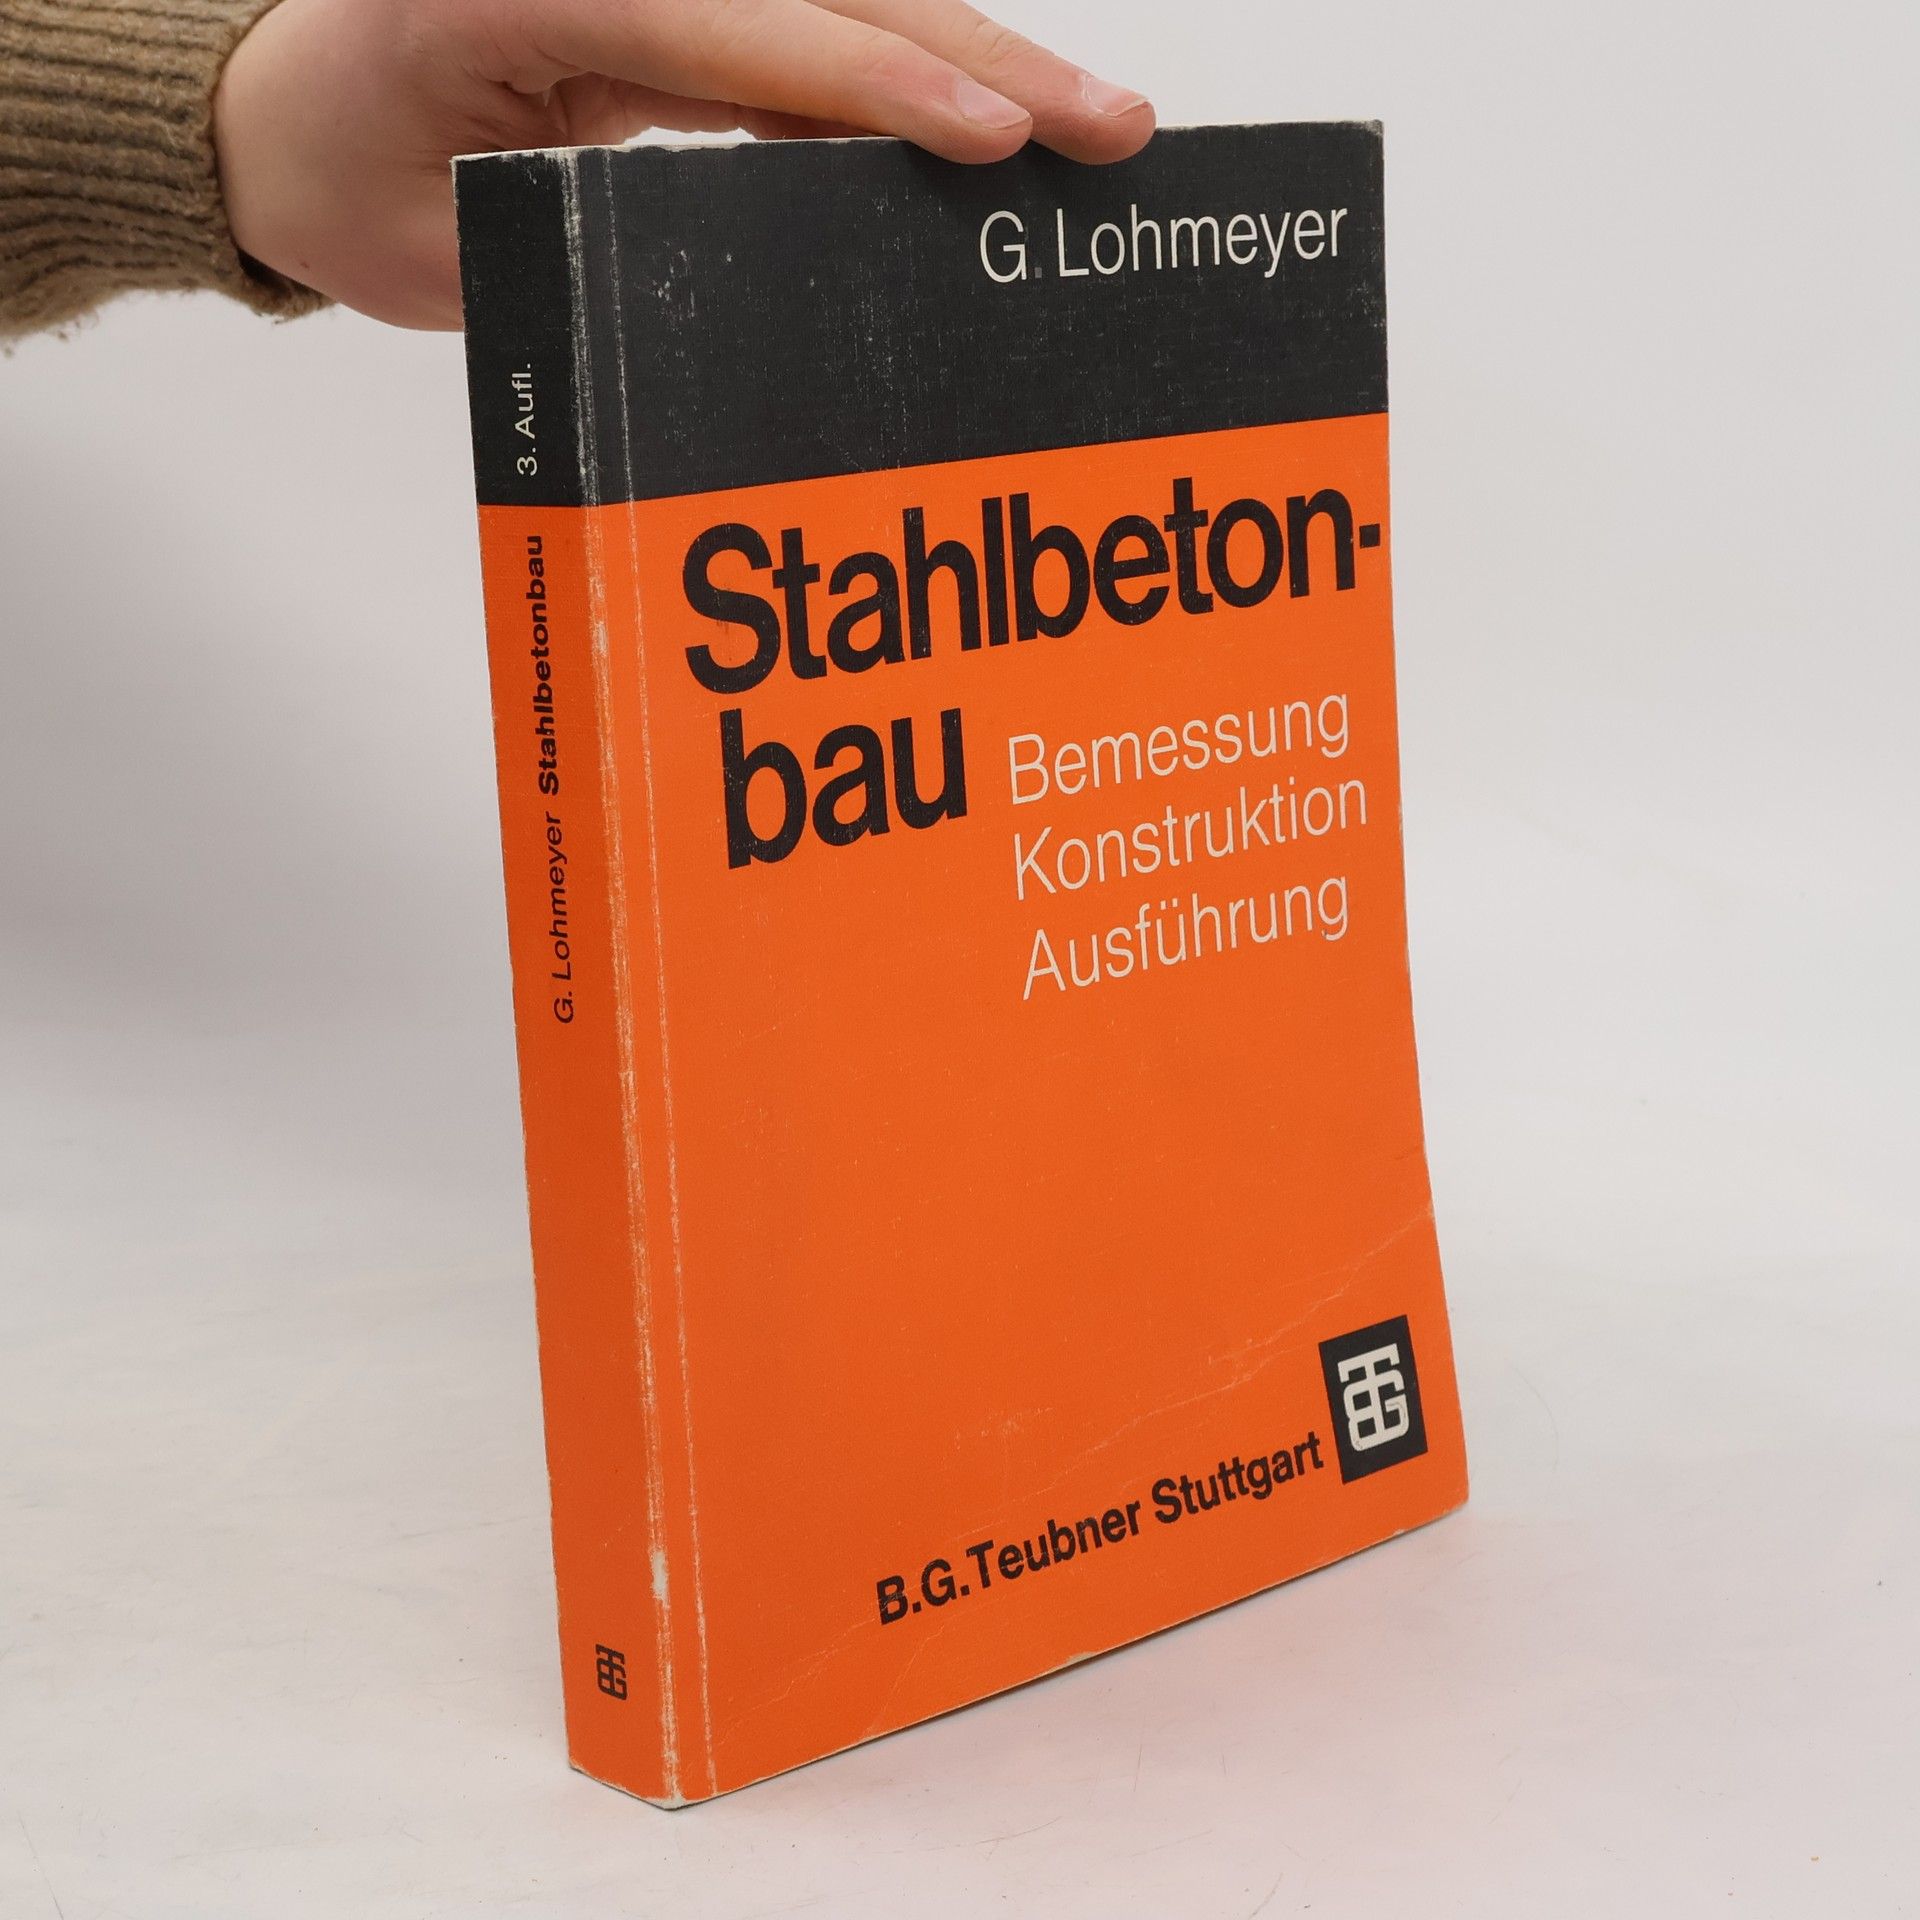 G. Lohmeyer
Stahlbeton-
bau
Bemessung
Konstruktion
Ausführung
B.G.Teubner Stuttgart
3. Aufl.
G. Lohmeyer Stahlbetonbau